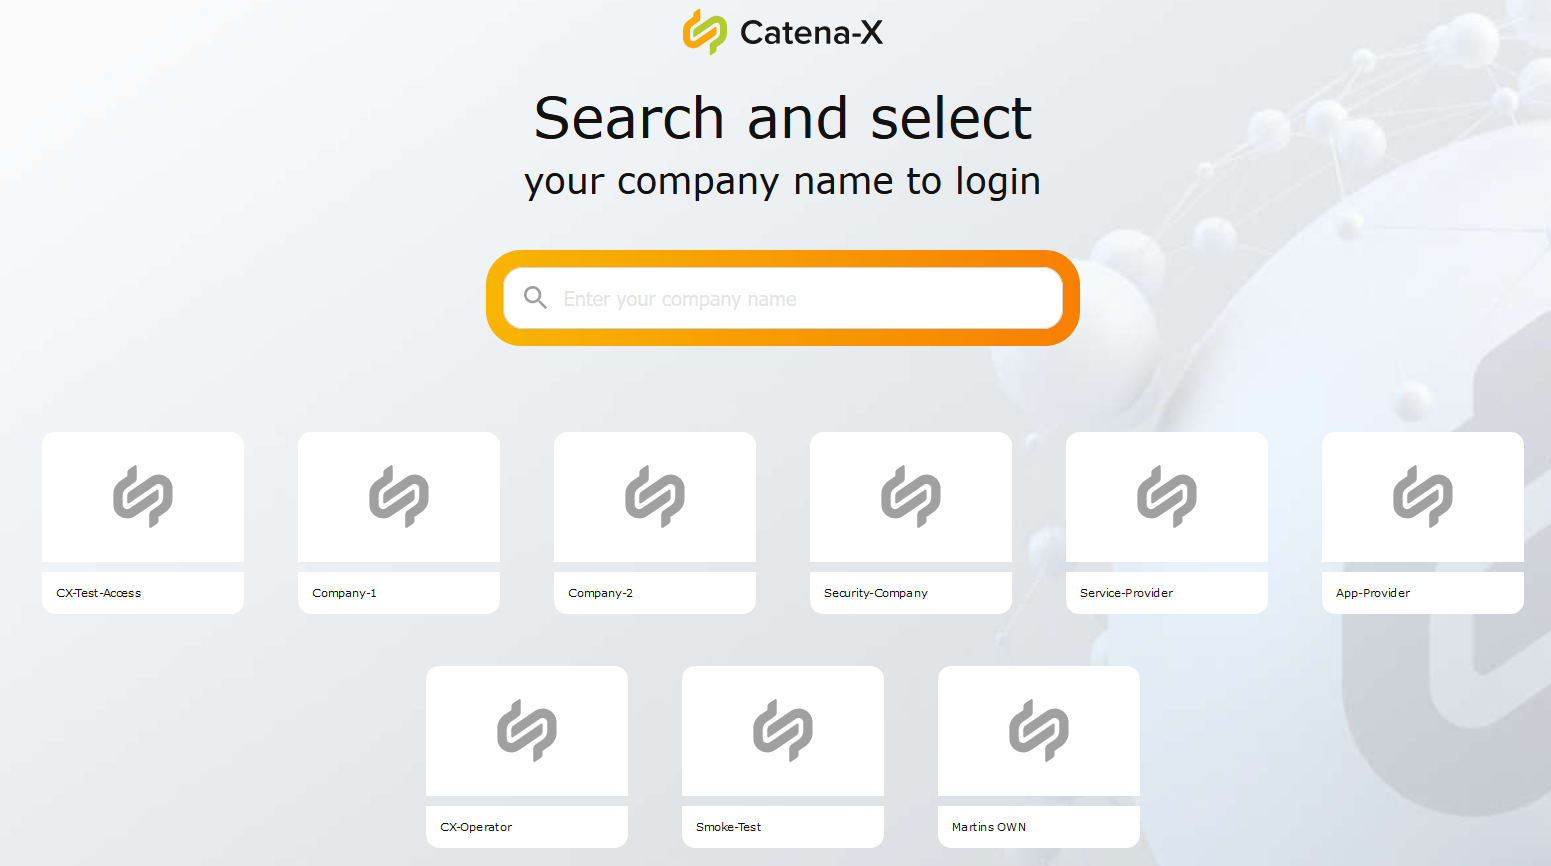 Catena-X
Search and select
your company name to login
Enter your company name
CX-Test-Access
Company-1
Company-2
Security-Company
Service-Provider
App-Provider
CX-Operator
Smoke-Test
Martins OWN